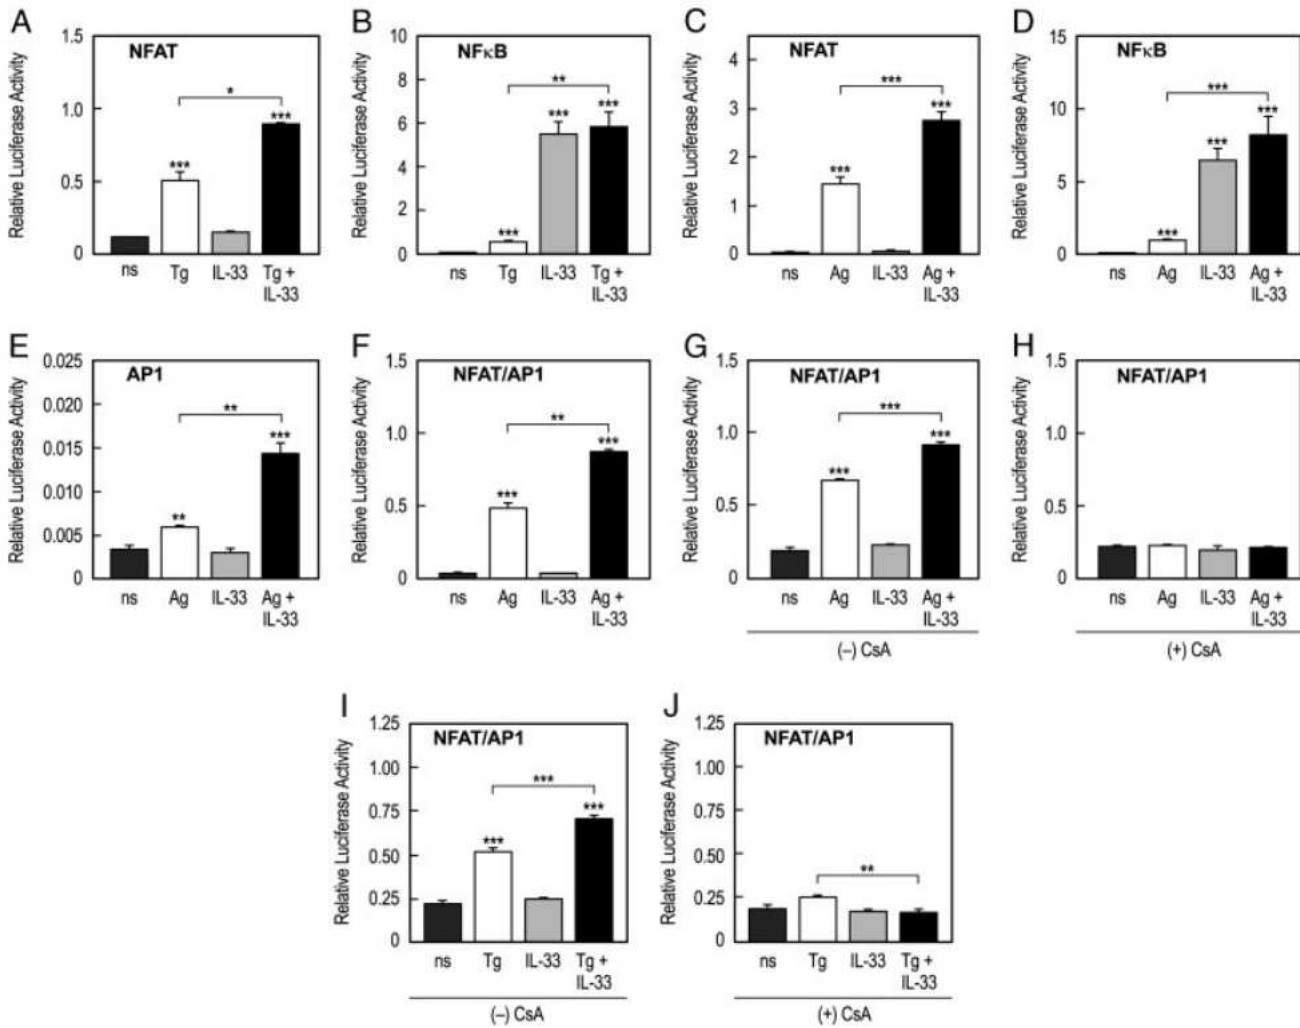 A
NFAT
Relative Luciferase Activity
1.5
1.0
0.5
0
*
***
***
ns Tg IL-33 Tg +
IL-33
B
NFκB
Relative Luciferase Activity
10
8
6
4
2
0
**
***
***
***
ns Tg IL-33 Tg +
IL-33
C
NFAT
Relative Luciferase Activity
4
3
2
1
0
***
***
***
ns Ag IL-33 Ag +
IL-33
D
NFκB
Relative Luciferase Activity
15
10
5
0
***
***
***
***
ns Ag IL-33 Ag +
IL-33
E
AP1
Relative Luciferase Activity
0.025
0.020
0.015
0.010
0.005
0
**
***
**
ns Ag IL-33 Ag +
IL-33
F
NFAT/AP1
Relative Luciferase Activity
1.5
1.0
0.5
0
**
***
***
ns Ag IL-33 Ag +
IL-33
G
NFAT/AP1
Relative Luciferase Activity
1.5
1.0
0.5
0
***
***
***
ns Ag IL-33 Ag +
IL-33
(–) CsA
H
NFAT/AP1
Relative Luciferase Activity
1.5
1.0
0.5
0
ns Ag IL-33 Ag +
IL-33
(+) CsA
I
NFAT/AP1
Relative Luciferase Activity
1.25
1.00
0.75
0.50
0.25
0
***
***
***
ns Tg IL-33 Tg +
IL-33
(–) CsA
J
NFAT/AP1
Relative Luciferase Activity
1.25
1.00
0.75
0.50
0.25
0
**
ns Tg IL-33 Tg +
IL-33
(+) CsA